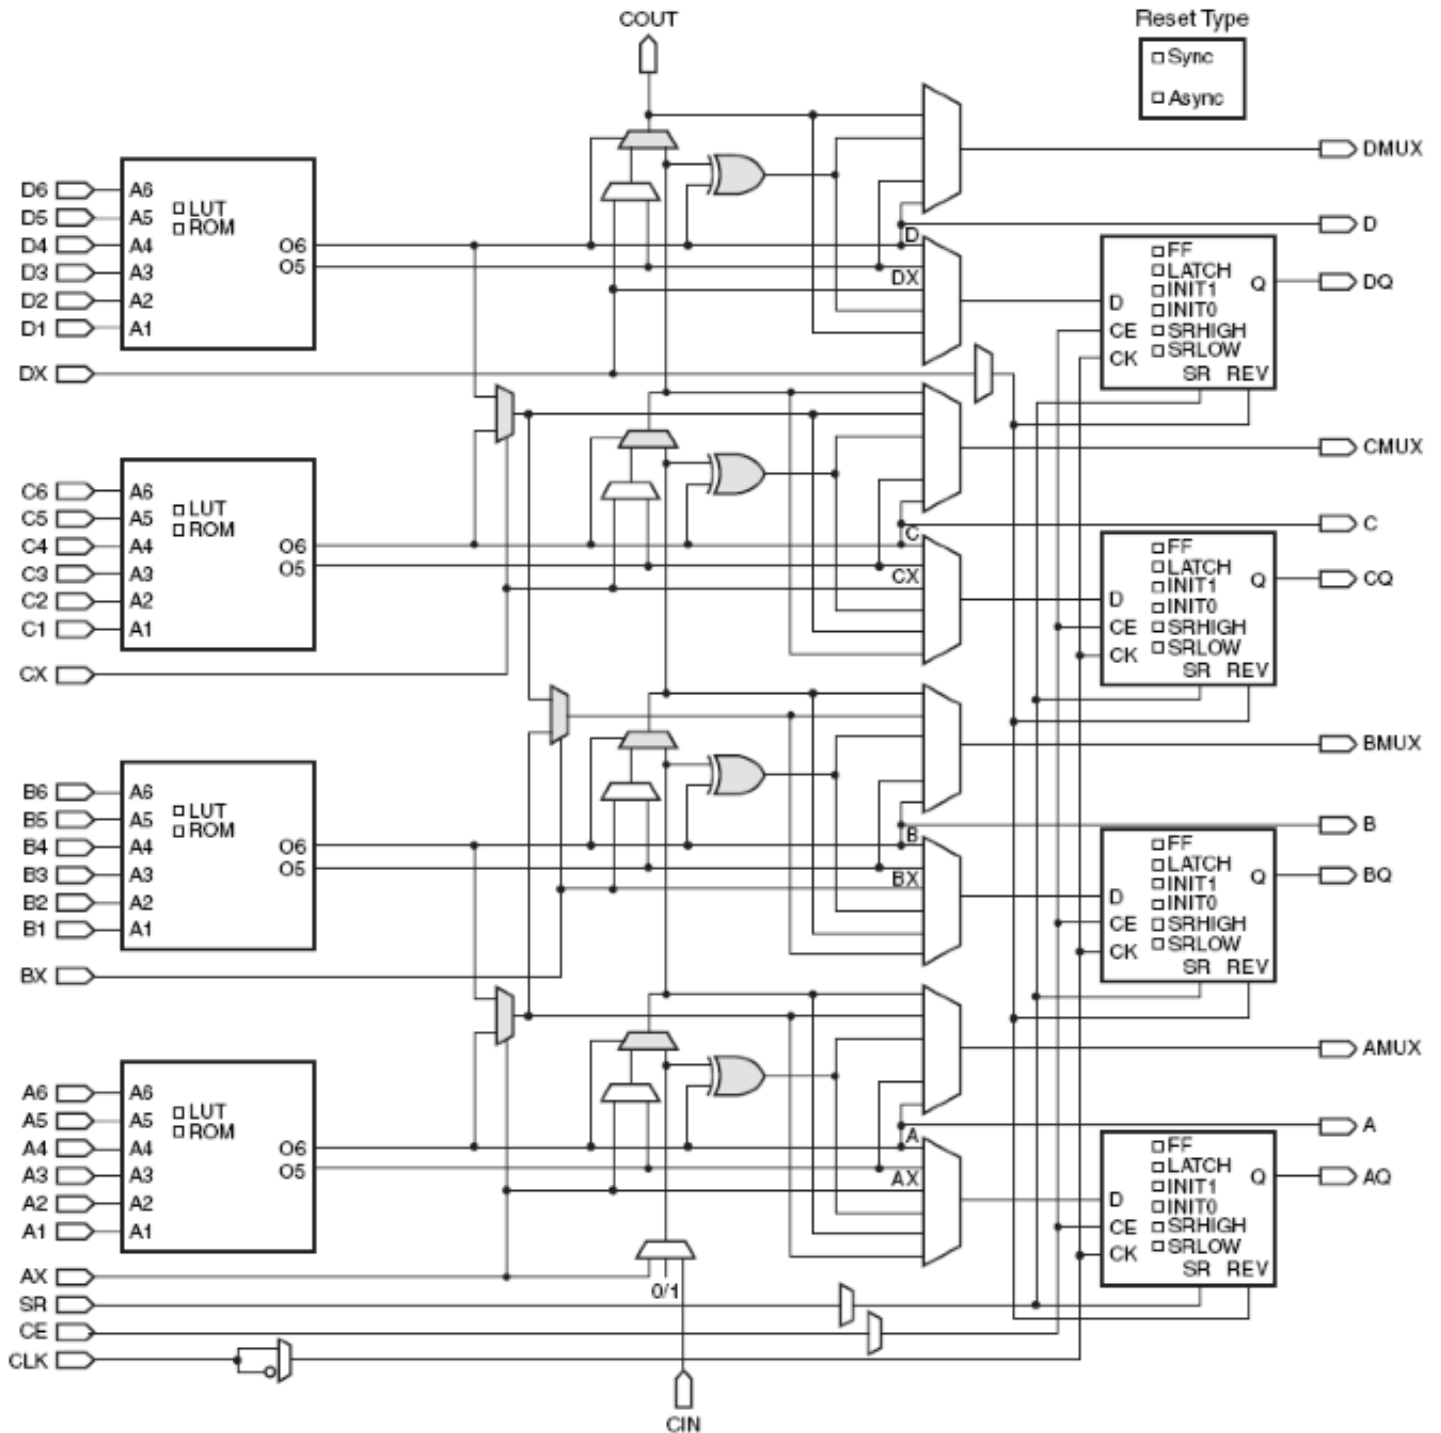 COUT
Reset Type
Sync
Async
DMUX
D6 A6
LUT
D5 A5
ROM
D4 A4 O6
D3 A3 O5
D2 A2
D1 A1
DX
D
D
DX
FF
LATCH
INIT1
INIT0
SRHIGH
SRLOW
D
CE
CK
Q
SR REV
DQ
CMUX
C6 A6
LUT
C5 A5
ROM
C4 A4 O6
C3 A3 O5
C2 A2
C1 A1
CX
C
C
CX
FF
LATCH
INIT1
INIT0
SRHIGH
SRLOW
D
CE
CK
Q
SR REV
CQ
BMUX
B6 A6
LUT
B5 A5
ROM
B4 A4 O6
B3 A3 O5
B2 A2
B1 A1
BX
B
B
BX
FF
LATCH
INIT1
INIT0
SRHIGH
SRLOW
D
CE
CK
Q
SR REV
BQ
AMUX
A6 A6
LUT
A5 A5
ROM
A4 A4 O6
A3 A3 O5
A2 A2
A1 A1
AX
A
A
AX
FF
LATCH
INIT1
INIT0
SRHIGH
SRLOW
D
CE
CK
Q
SR REV
AQ
0/1
SR
CE
CLK
CIN